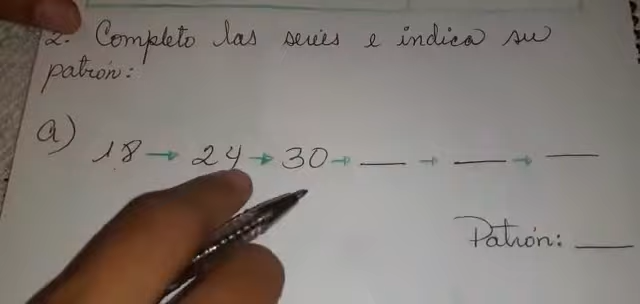 2. Completo las series e indica su
patrón:
a)
18 → 24 → 30 → ___ → ___ → ___
Patrón: ___